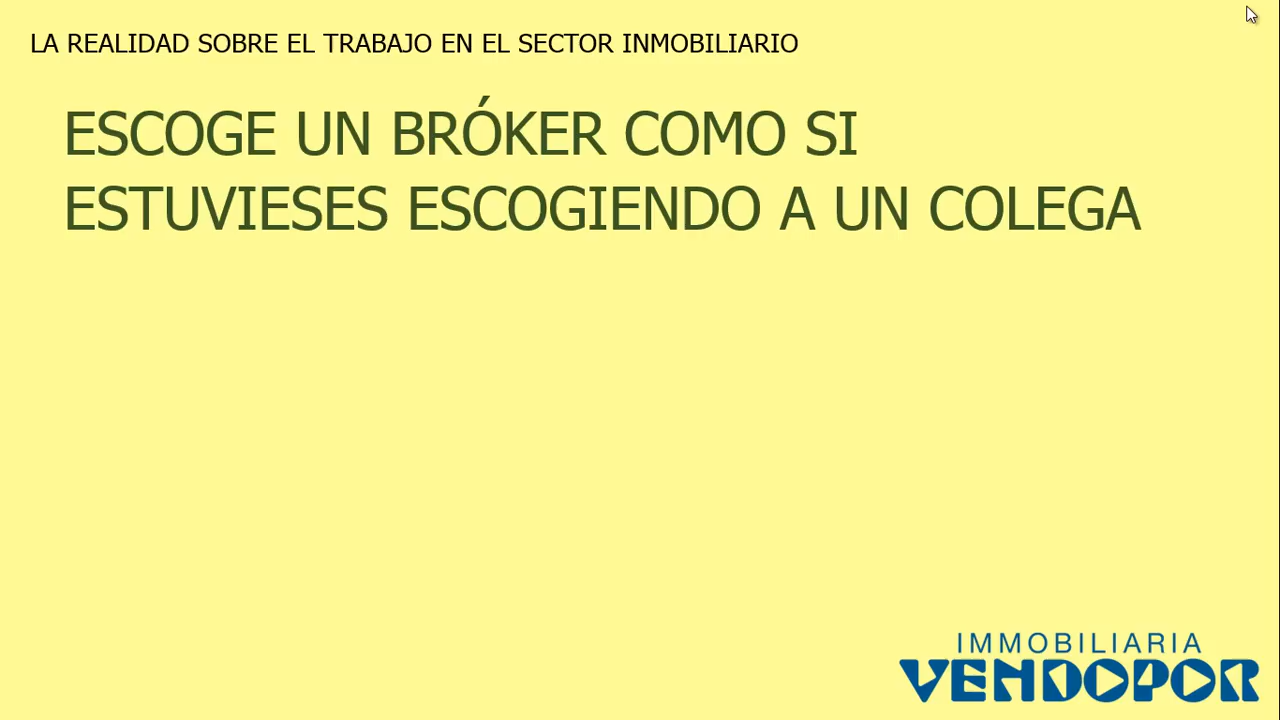 LA REALIDAD SOBRE EL TRABAJO EN EL SECTOR INMOBILIARIO
ESCOGE UN BRÓKER COMO SI
ESTUVIESES ESCOGIENDO A UN COLEGA
IMMOBILIARIA
VENDOPOR